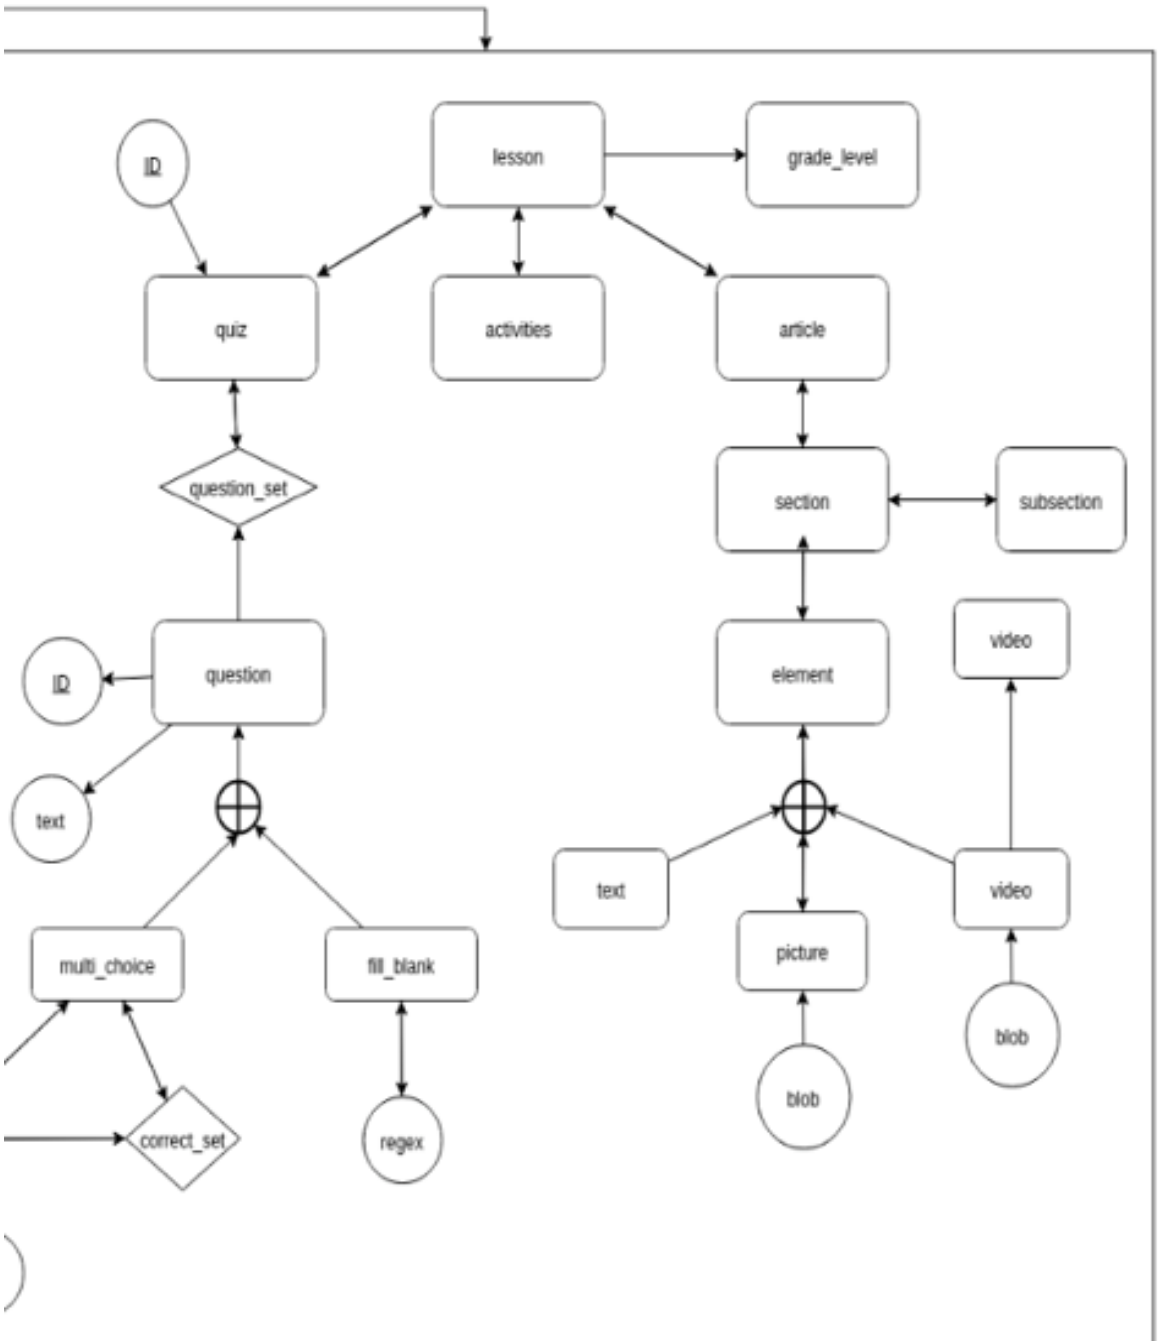 lesson
grade_level
ID
quiz
activities
article
question_set
section
subsection
video
question
element
ID
text
text
video
multi_choice
fill_blank
picture
blob
blob
correct_set
regex